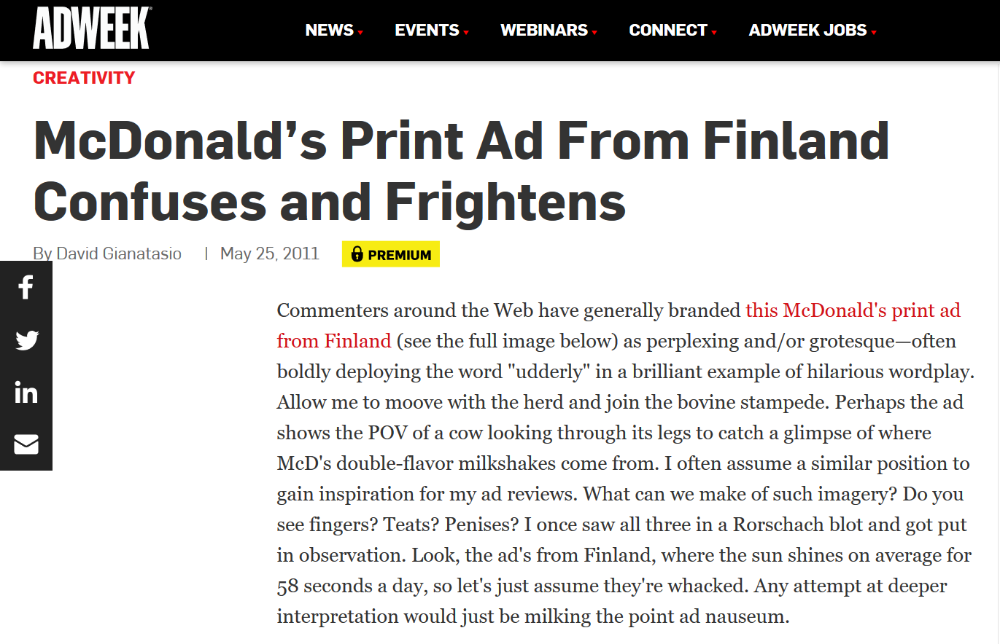 ADWEEK
NEWS EVENTS WEBINARS CONNECT ADWEEK JOBS
CREATIVITY
McDonald’s Print Ad From Finland
Confuses and Frightens
By David Gianatasio | May 25, 2011 PREMIUM
Commenters around the Web have generally branded this McDonald's print ad
from Finland (see the full image below) as perplexing and/or grotesque—often
boldly deploying the word "udderly" in a brilliant example of hilarious wordplay.
Allow me to moove with the herd and join the bovine stampede. Perhaps the ad
shows the POV of a cow looking through its legs to catch a glimpse of where
McD's double-flavor milkshakes come from. I often assume a similar position to
gain inspiration for my ad reviews. What can we make of such imagery? Do you
see fingers? Teats? Penises? I once saw all three in a Rorschach blot and got put
in observation. Look, the ad's from Finland, where the sun shines on average for
58 seconds a day, so let's just assume they're whacked. Any attempt at deeper
interpretation would just be milking the point ad nauseum.